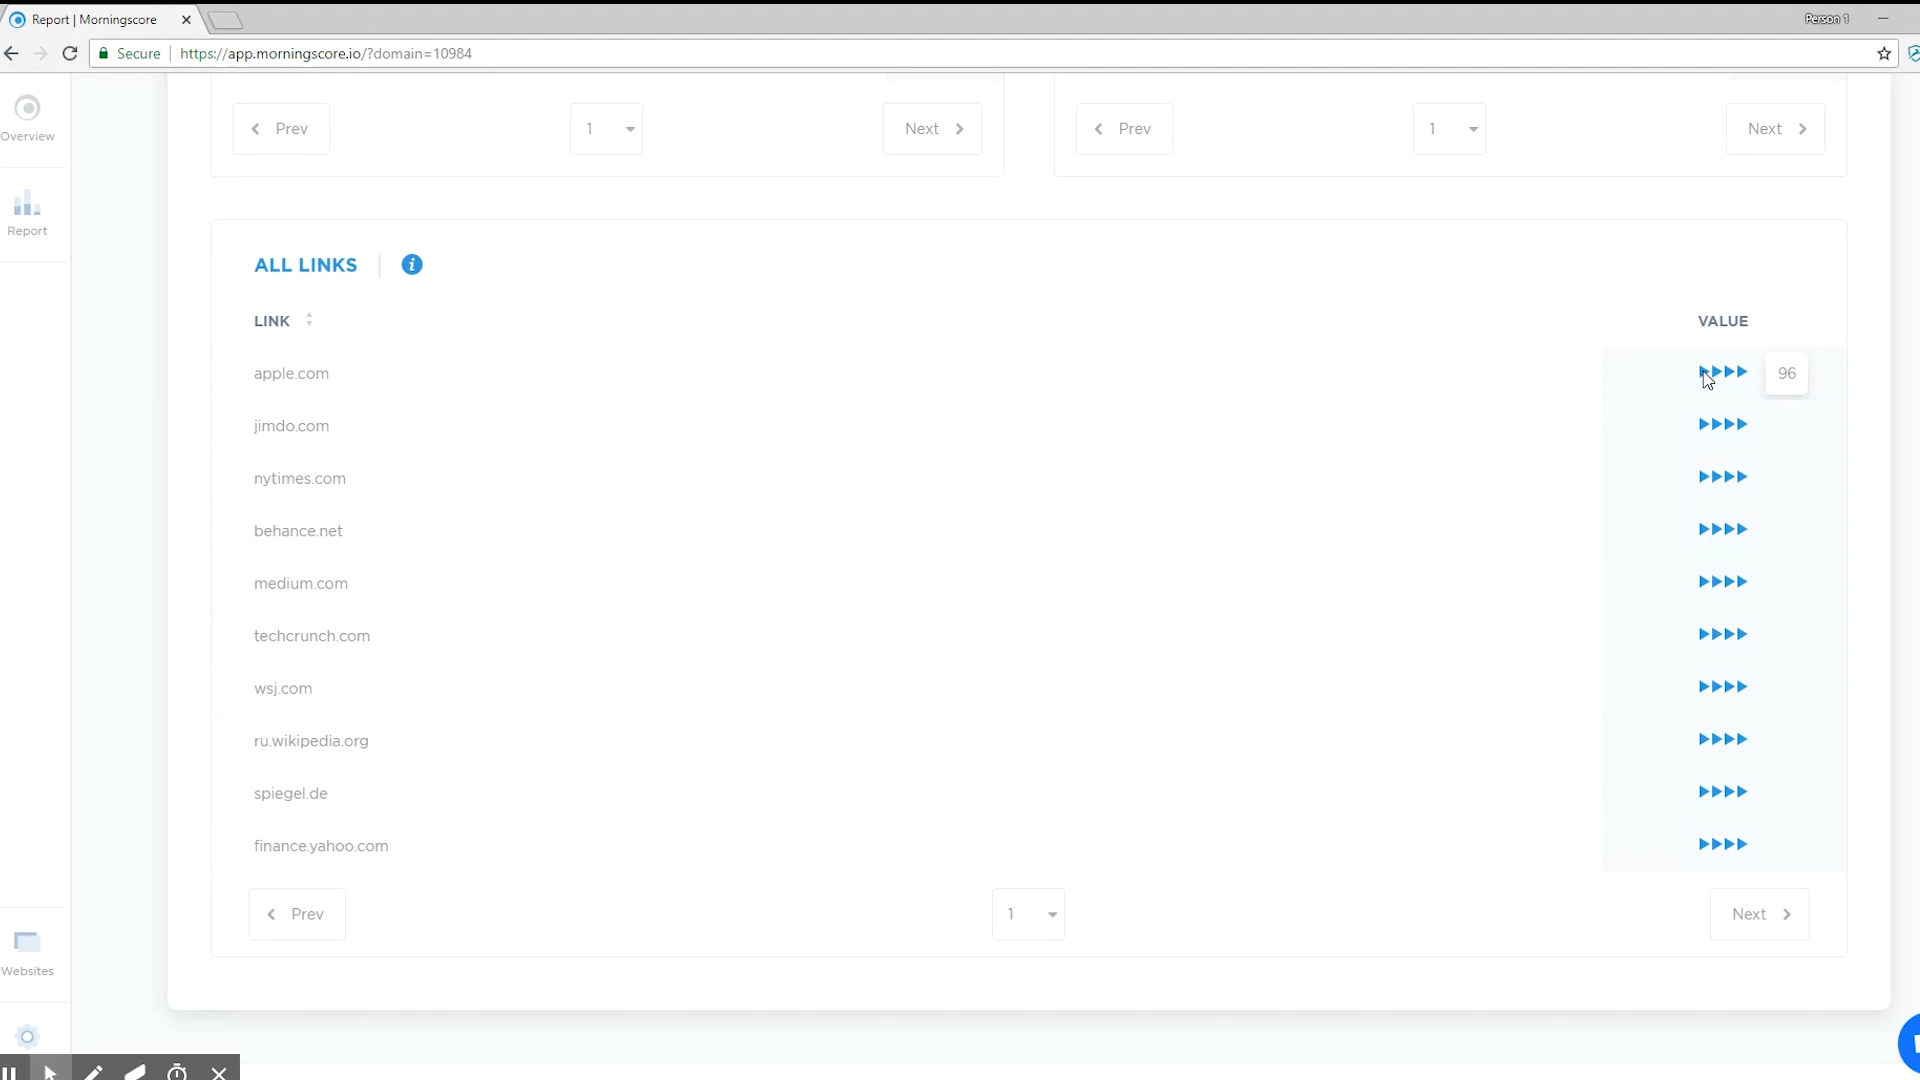 Report | Morningscore
Person 1
Secure https://app.morningscore.io/?domain=10984
Overview
Report
Websites
Prev 1 Next
Prev 1 Next
ALL LINKS i
LINK VALUE
apple.com 96
jimdo.com
nytimes.com
behance.net
medium.com
techcrunch.com
wsj.com
ru.wikipedia.org
spiegel.de
finance.yahoo.com
Prev 1 Next